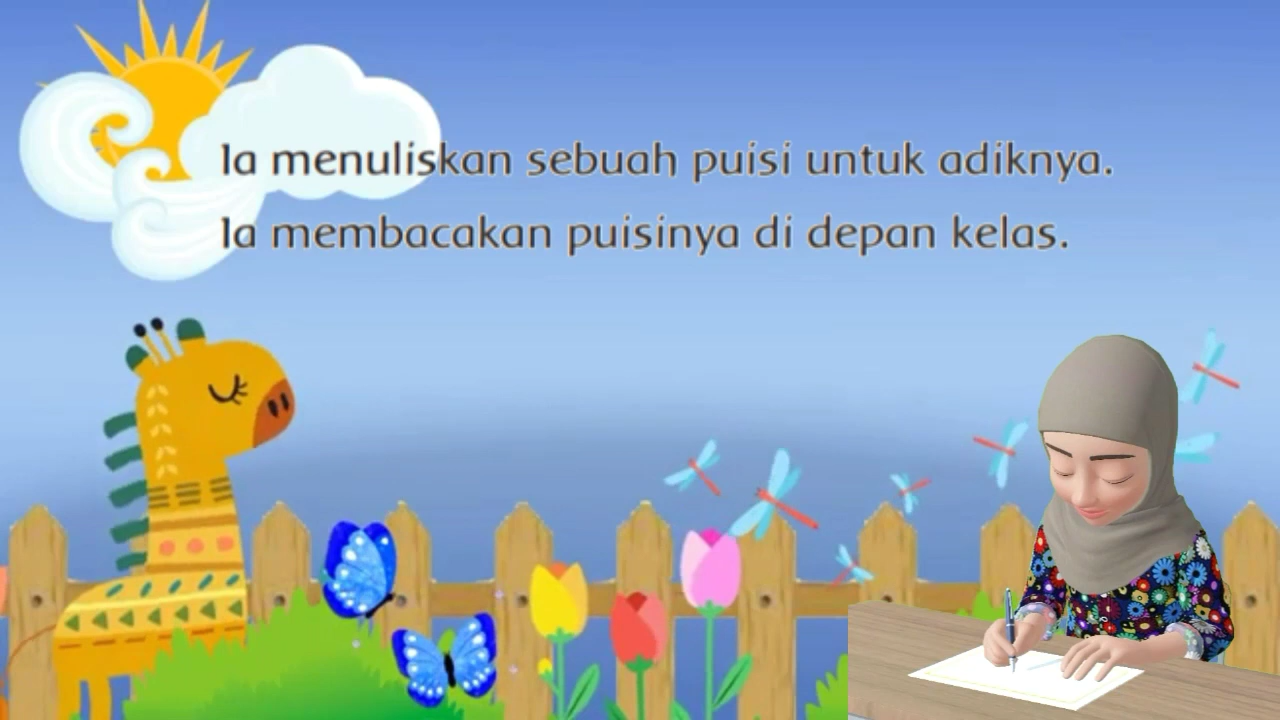 Ia menuliskan sebuah puisi untuk adiknya.
Ia membacakan puisinya di depan kelas.